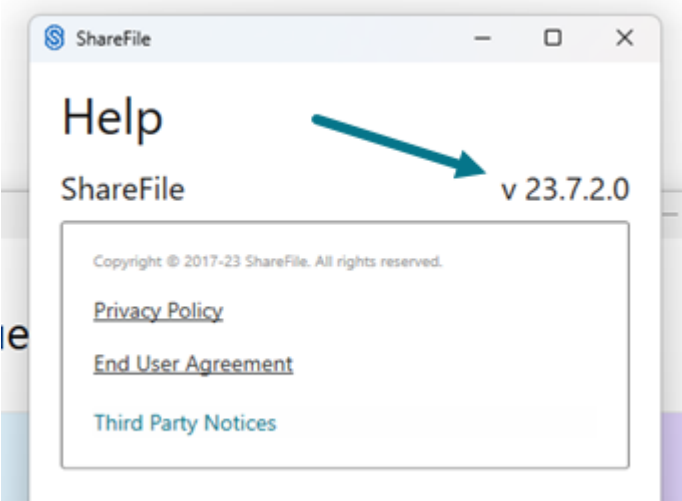 ShareFile
Help
ShareFile v 23.7.2.0
Copyright © 2017-23 ShareFile. All rights reserved.
Privacy Policy
End User Agreement
Third Party Notices